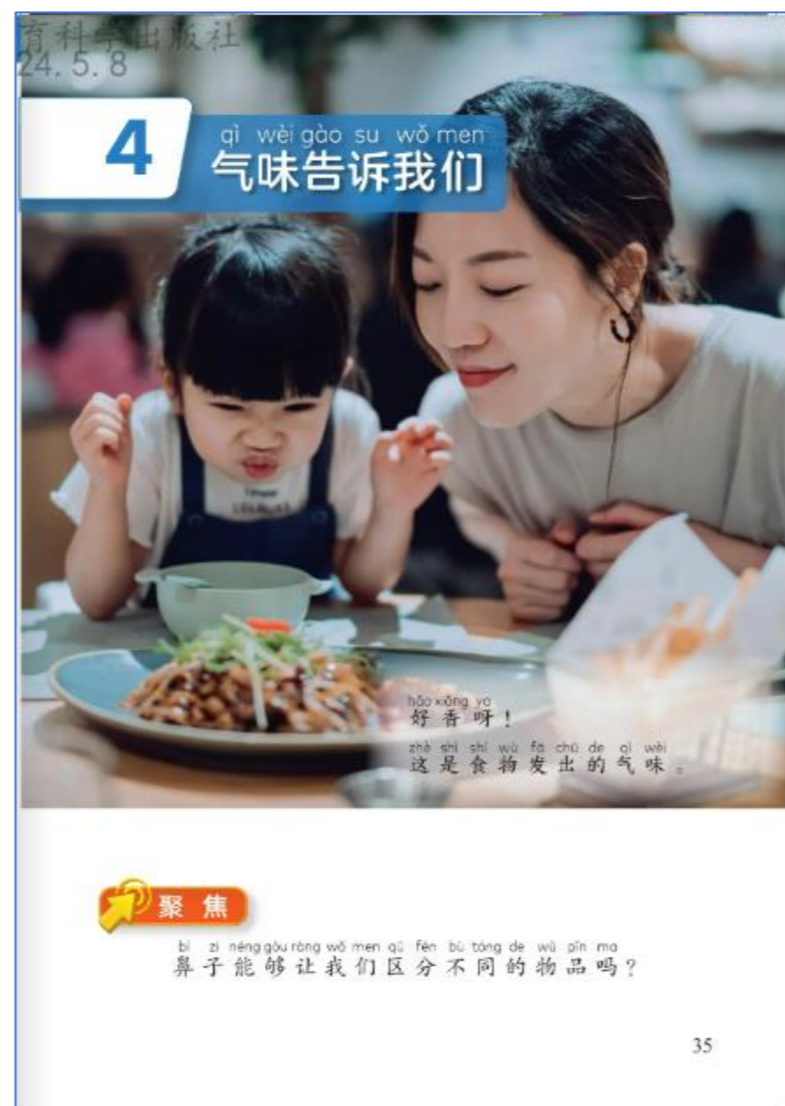 育科学出版社
24.5.8
4
qì wèi gào su wǒ men
气味告诉我们
hǎo xiāng ya
好香呀！
zhè shì shí wù fā chū de qì wèi
这是食物发出的气味。
聚焦
bí zi néng gòu ràng wǒ men qū fēn bù tóng de wù pǐn ma
鼻子能够让我们区分不同的物品吗？
35